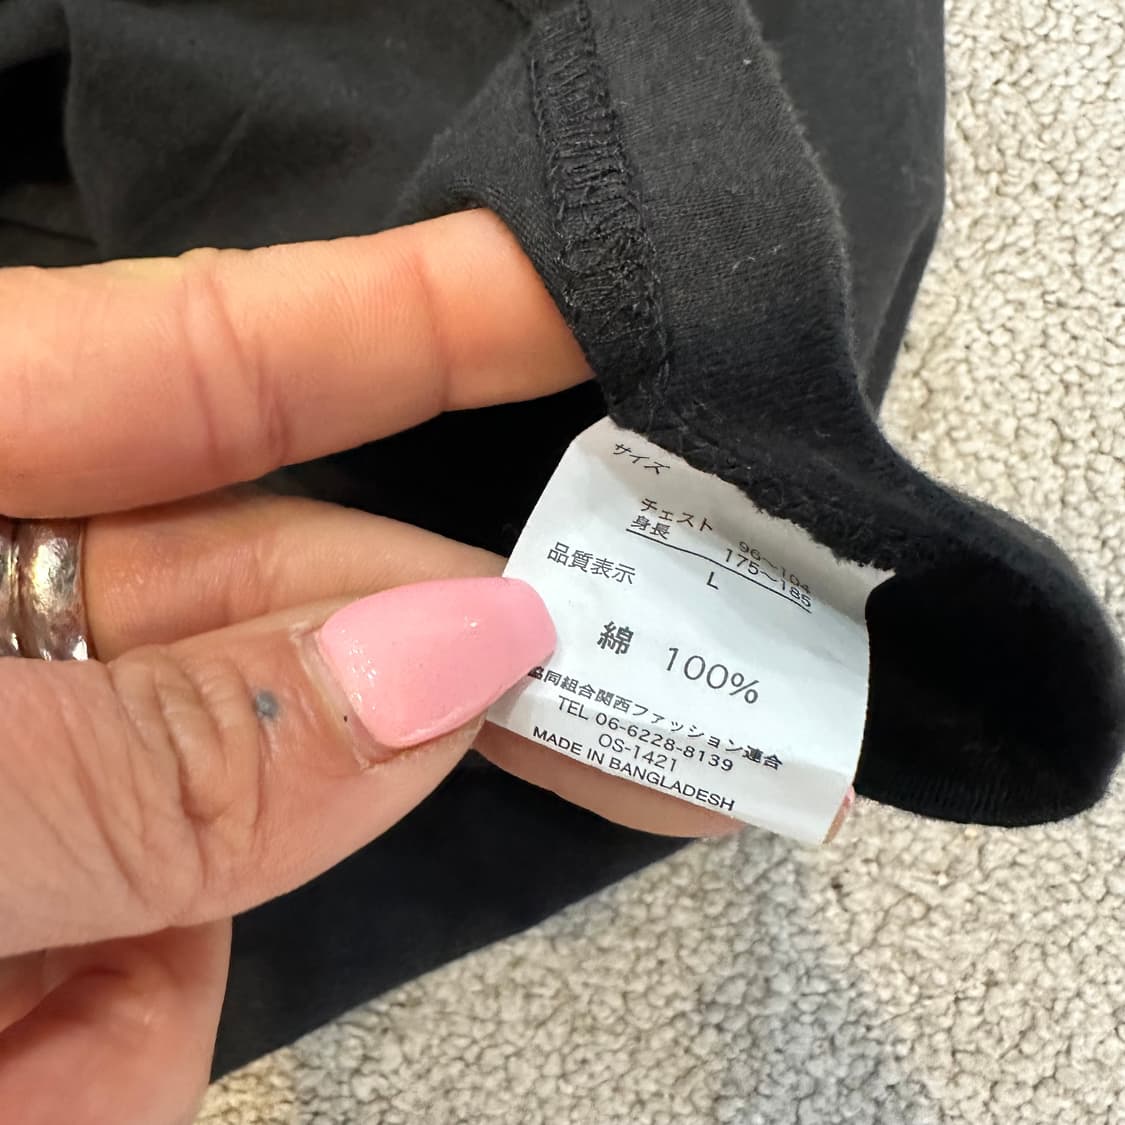 サイズ
チェスト 96～104
身長 175～185
L
品質表示
綿 100%
協同組合関西ファッション連合
TEL 06-6228-8139
OS-1421
MADE IN BANGLADESH